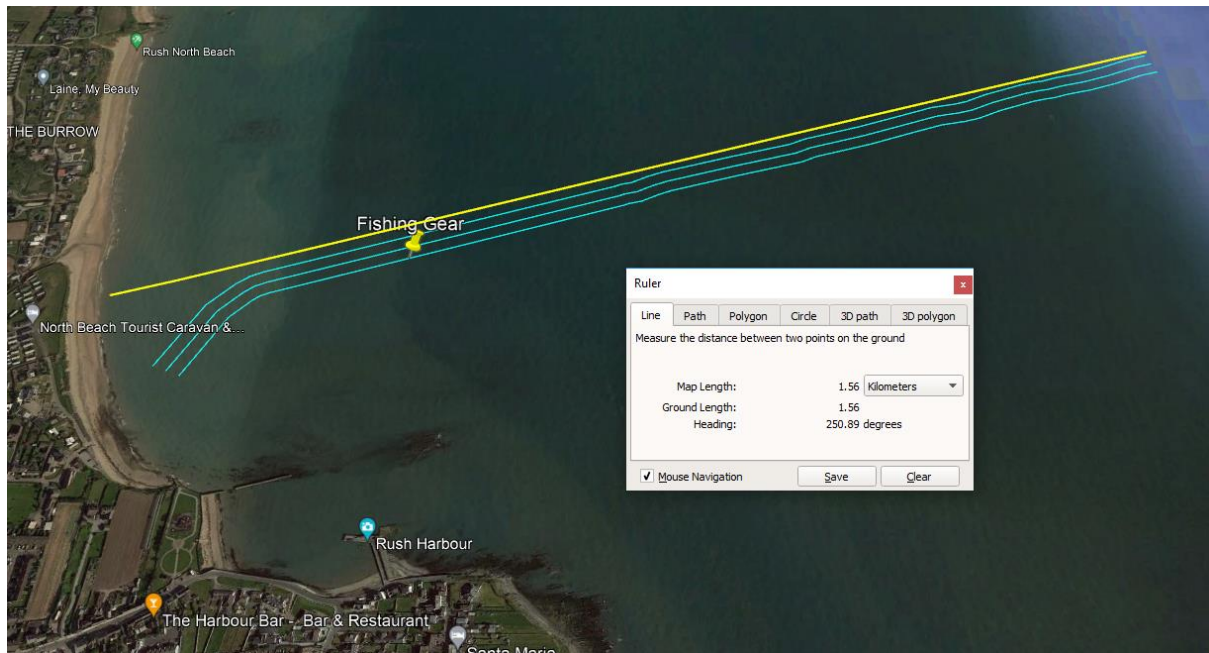 Rush North Beach
Laine, My Beauty
THE BURROW
Fishing Gear
North Beach Tourist Caravan &...
Ruler
x
Line Path Polygon Circle 3D path 3D polygon
Measure the distance between two points on the ground
Map Length: 1.56 Kilometers
Ground Length: 1.56
Heading: 250.89 degrees
Mouse Navigation Save Clear
Rush Harbour
The Harbour Bar - Bar & Restaurant
Santa Maria